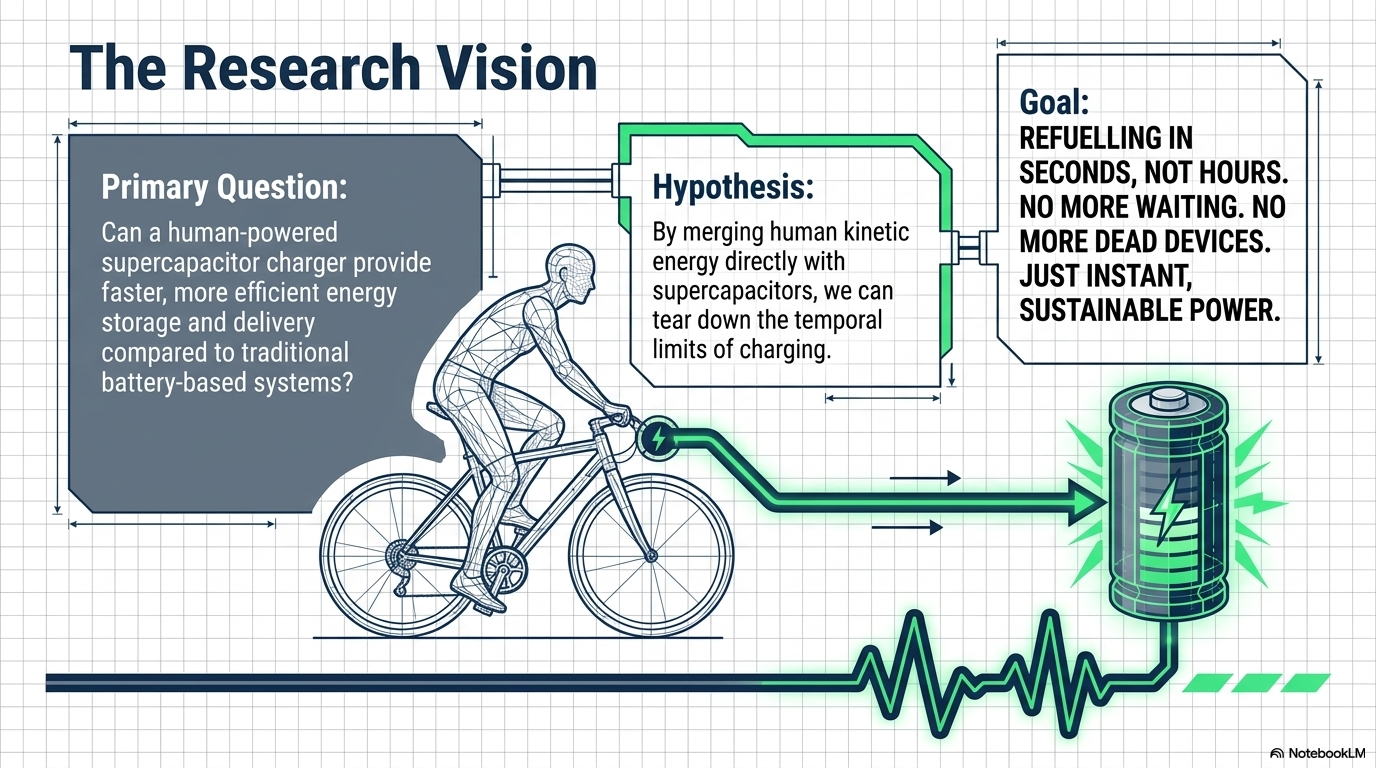 The Research Vision
Primary Question:
Can a human-powered
supercapacitor charger provide
faster, more efficient energy
storage and delivery
compared to traditional
battery-based systems?
Hypothesis:
By merging human kinetic
energy directly with
supercapacitors, we can
tear down the temporal
limits of charging.
Goal:
REFUELLING IN
SECONDS, NOT HOURS.
NO MORE WAITING. NO
MORE DEAD DEVICES.
JUST INSTANT,
SUSTAINABLE POWER.
NotebookLM